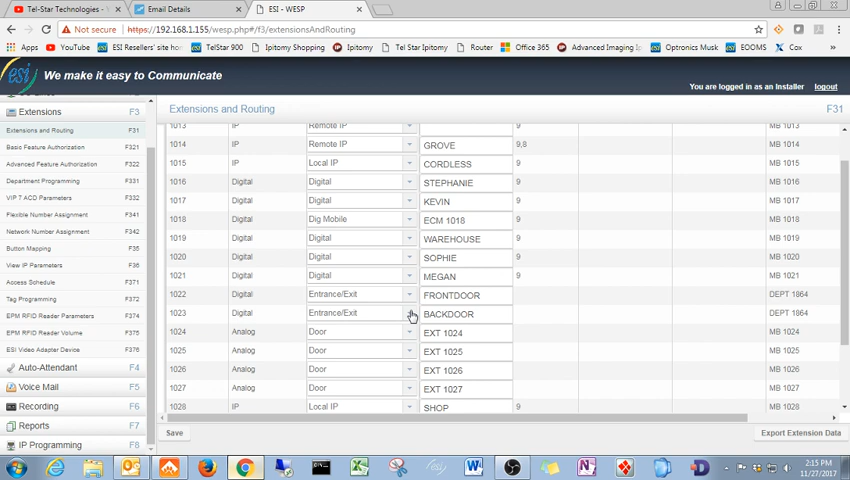 Tel-Star Technologies -
Email Details
ESI - WESP
Not secure https://192.168.1.155/wesp.php#/f3/extensionsAndRouting
Apps YouTube ESI Resellers' site ho TelStar 900 Ipitomy Shopping Ipitomy Tel Star Ipitomy Router Office 365 Advanced Imaging Ip Optronics Musk EOOMS Cox
esi We make it easy to Communicate
You are logged in as an Installer logout
Extensions F3
Extensions and Routing F31
Basic Feature Authorization F321
Advanced Feature Authorization F322
Department Programming F331
VIP 7 ACD Parameters F332
Flexible Number Assignment F341
Network Number Assignment F342
Button Mapping F35
View IP Parameters F36
Access Schedule F371
Tag Programming F372
EPM RFID Reader Parameters F374
EPM RFID Reader Volume F375
ESI Video Adapter Device F376
Auto-Attendant F4
Voice Mail F5
Recording F6
Reports F7
IP Programming F8
Extensions and Routing F31
1013 IP Remote IP 9 MB 1013
1014 IP Remote IP GROVE 9,8 MB 1014
1015 IP Local IP CORDLESS 9 MB 1015
1016 Digital Digital STEPHANIE MB 1016
1017 Digital Digital KEVIN MB 1017
1018 Digital Dig Mobile ECM 1018 MB 1018
1019 Digital Digital WAREHOUSE 9 MB 1019
1020 Digital Digital SOPHIE 9 MB 1020
1021 Digital Digital MEGAN 9 MB 1021
1022 Digital Entrance/Exit FRONTDOOR DEPT 1864
1023 Digital Entrance/Exit BACKDOOR DEPT 1864
1024 Analog Door EXT 1024 MB 1024
1025 Analog Door EXT 1025 MB 1025
1026 Analog Door EXT 1026 MB 1026
1027 Analog Door EXT 1027 MB 1027
1028 IP Local IP SHOP 9 MB 1028
Save Export Extension Data
2:15 PM
11/27/2017